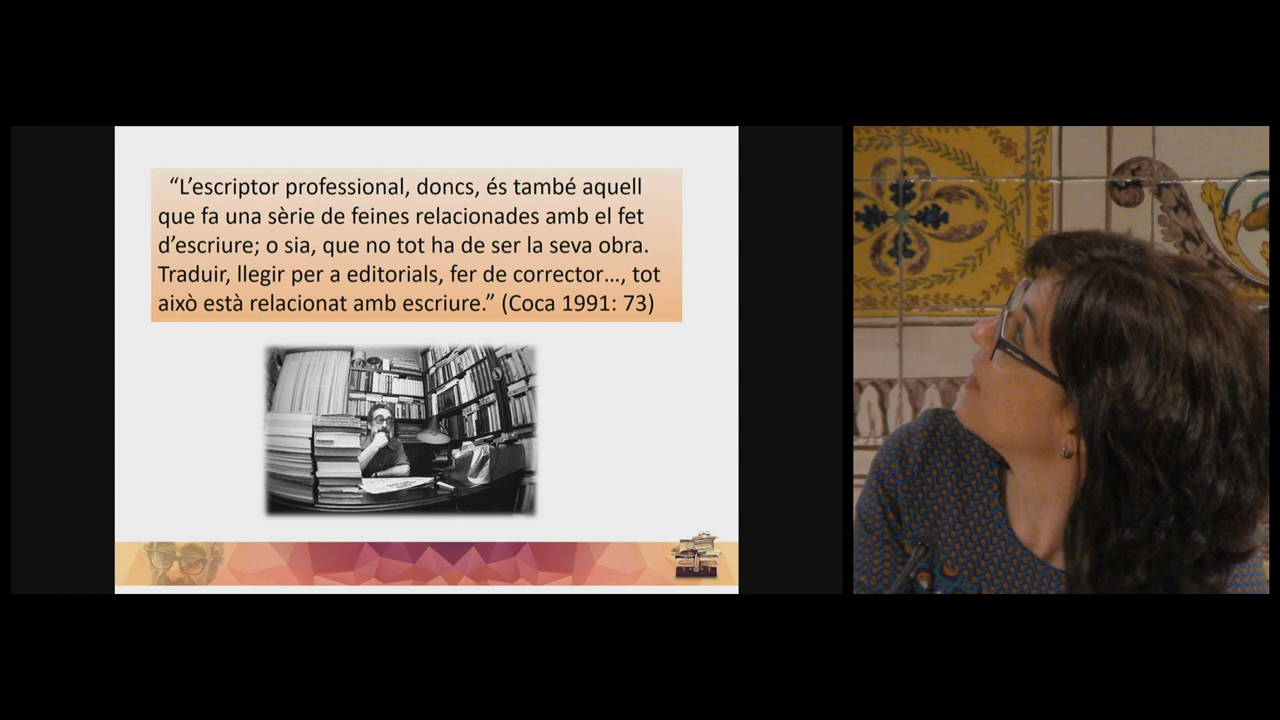 “L’escriptor professional, doncs, és també aquell
que fa una sèrie de feines relacionades amb el fet
d’escriure; o sia, que no tot ha de ser la seva obra.
Traduir, llegir per a editorials, fer de corrector…, tot
això està relacionat amb escriure.” (Coca 1991: 73)